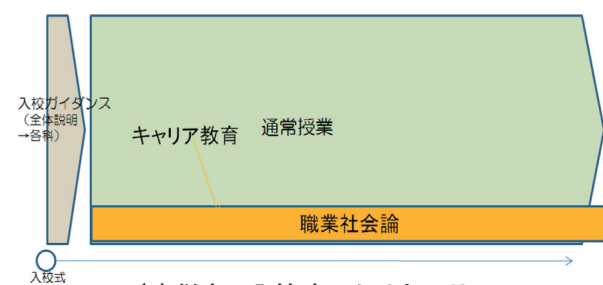 入校ガイダンス
（全体説明
→各科）
キャリア教育
通常授業
職業社会論
入校式